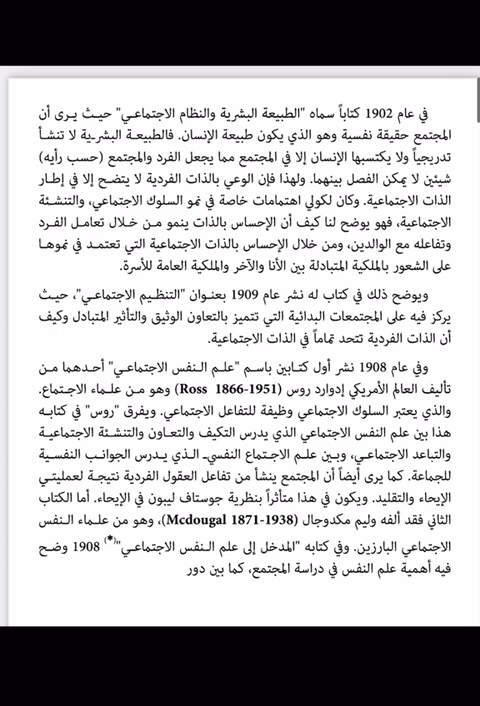 في عام 1902 كتاباً سماه "الطبيعة البشرية والنظام الاجتماعي" حيث يرى أن
المجتمع حقيقة نفسية وهو الذي يكون طبيعة الإنسان. فالطبيعة البشرية لا تنشأ
تدريجياً ولا يكتسبها الإنسان إلا في المجتمع مما يجعل الفرد والمجتمع (حسب رأيه)
شيئين لا يمكن الفصل بينهما. ولهذا فإن الوعي بالذات الفردية لا يتضح إلا في إطار
الذات الاجتماعية. وكان لكولي اهتمامات خاصة في نمو السلوك الاجتماعي، والتنشئة
الاجتماعية، فهو يوضح لنا كيف أن الإحساس بالذات ينمو من خلال تعامل الفرد
وتفاعله مع الوالدين، ومن خلال الإحساس بالذات الاجتماعية التي تعتمد في نموها
على الشعور بالملكية المتبادلة بين الأنا والآخر والملكية العامة للأسرة.
ويوضح ذلك في كتاب له نشر عام 1909 بعنوان "التنظيم الاجتماعي"، حيث
يركز فيه على المجتمعات البدائية التي تتميز بالتعاون الوثيق والتأثير المتبادل وكيف
أن الذات الفردية تتحد تماماً في الذات الاجتماعية.
وفي عام 1908 نشر أول كتابين باسم "علم النفس الاجتماعي" أحدهما من
تأليف العالم الأمريكي إدوارد روس (Ross 1866-1951) وهو من علماء الاجتماع.
والذي يعتبر السلوك الاجتماعي وظيفة للتفاعل الاجتماعي. ويفرق "روس" في كتابه
هذا بين علم النفس الاجتماعي الذي يدرس التكيف والتعاون والتنشئة الاجتماعية
والتباعد الاجتماعي، وبين علم الاجتماع النفسي الذي يدرس الجوانب النفسية
للجماعة. كما يرى أيضاً أن المجتمع ينشأ من تفاعل العقول الفردية نتيجة لعمليتي
الإيحاء والتقليد. ويكون في هذا متأثراً بنظرية جوستاف ليبون في الإيحاء. أما الكتاب
الثاني فقد ألفه وليم مكدوجال (Mcdougal 1871-1938)، وهو من علماء النفس
الاجتماعي البارزين. وفي كتابه "المدخل إلى علم النفس الاجتماعي"(*) 1908 وضح
فيه أهمية علم النفس في دراسة المجتمع، كما بين دور